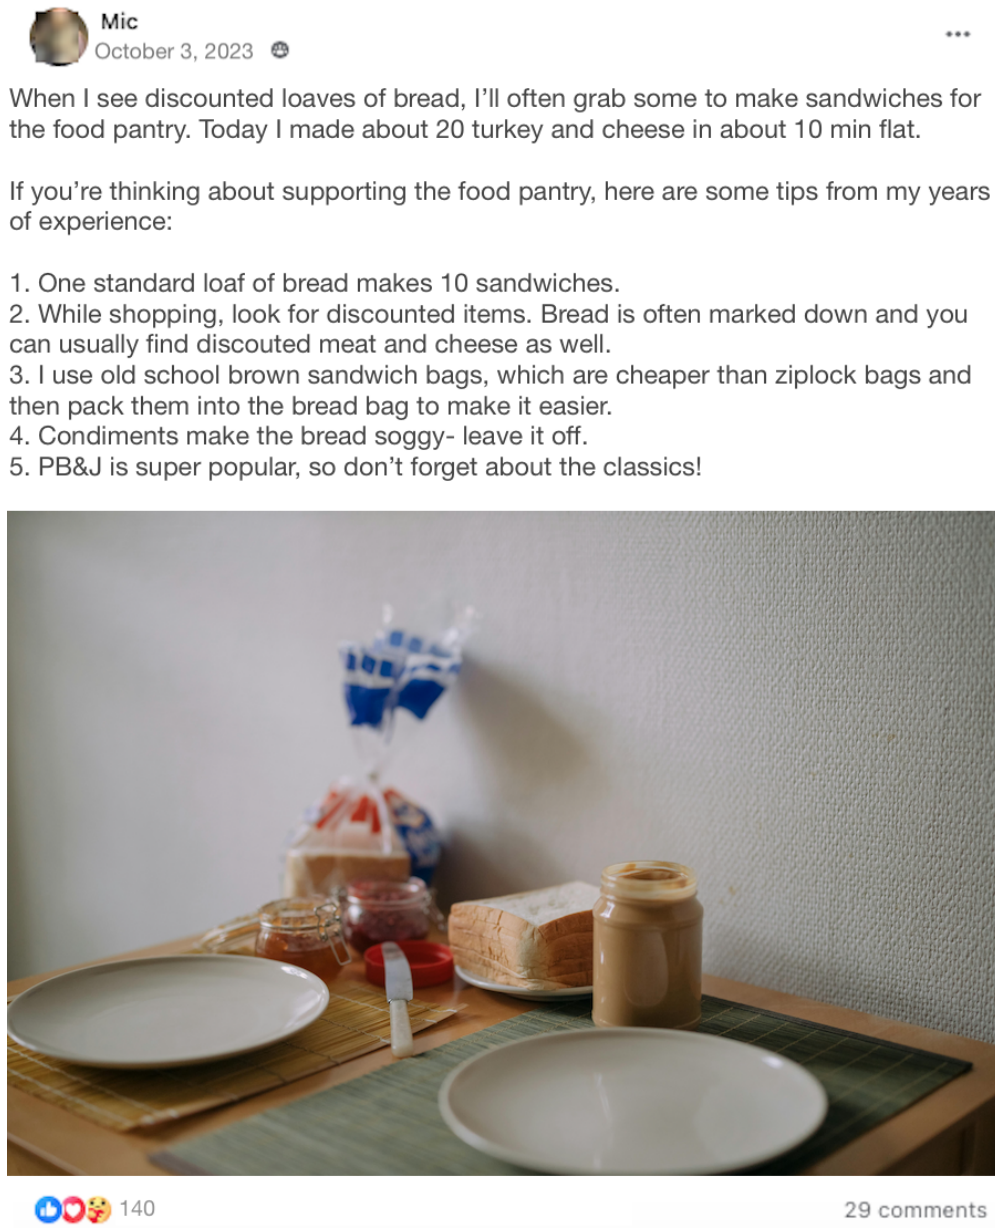 Mic
October 3, 2023
When I see discounted loaves of bread, I’ll often grab some to make sandwiches for
the food pantry. Today I made about 20 turkey and cheese in about 10 min flat.
If you’re thinking about supporting the food pantry, here are some tips from my years
of experience:
1. One standard loaf of bread makes 10 sandwiches.
2. While shopping, look for discounted items. Bread is often marked down and you
can usually find discouted meat and cheese as well.
3. I use old school brown sandwich bags, which are cheaper than ziplock bags and
then pack them into the bread bag to make it easier.
4. Condiments make the bread soggy- leave it off.
5. PB&J is super popular, so don’t forget about the classics!
140
29 comments